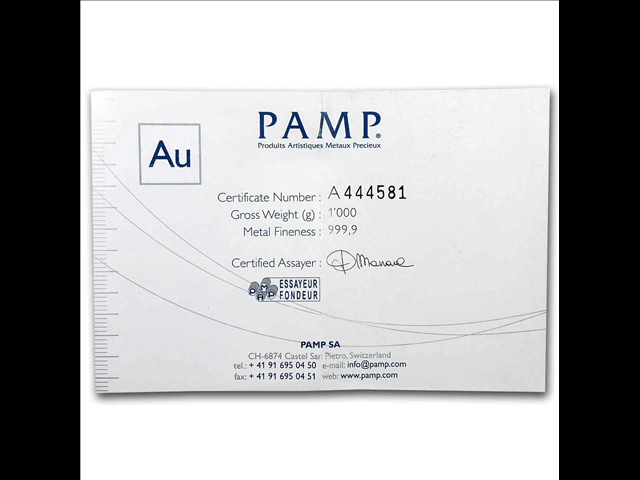 PAMP®
Produits Artistiques Metaux Precieux
Au
Certificate Number : A 444581
Gross Weight (g) : 1'000
Metal Fineness : 999,9
Certified Assayer :
PAMP
ESSAYEUR
FONDEUR
PAMP SA
CH-6874 Castel San Pietro, Switzerland
tel.: + 41 91 695 04 50 e-mail: info@pamp.com
fax: + 41 91 695 04 51 web: www.pamp.com